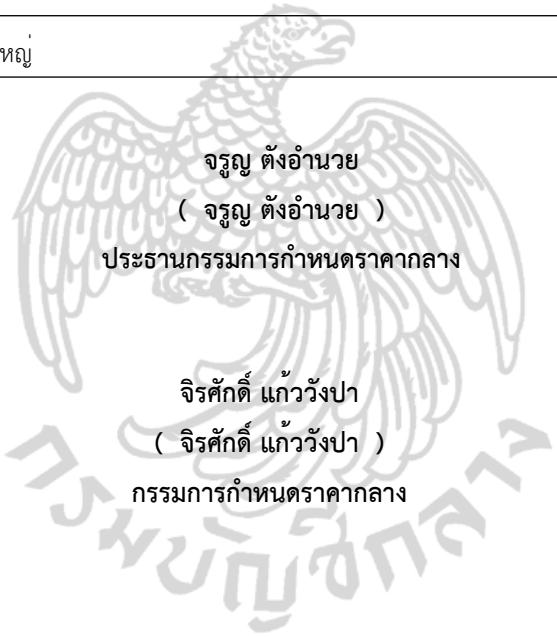 หญ่
จรูญ ตังอำนวย
( จรูญ ตังอำนวย )
ประธานกรรมการกำหนดราคากลาง
จิรศักดิ์ แก้ววังปา
( จิรศักดิ์ แก้ววังปา )
กรรมการกำหนดราคากลาง
กรมบัญชีกลาง